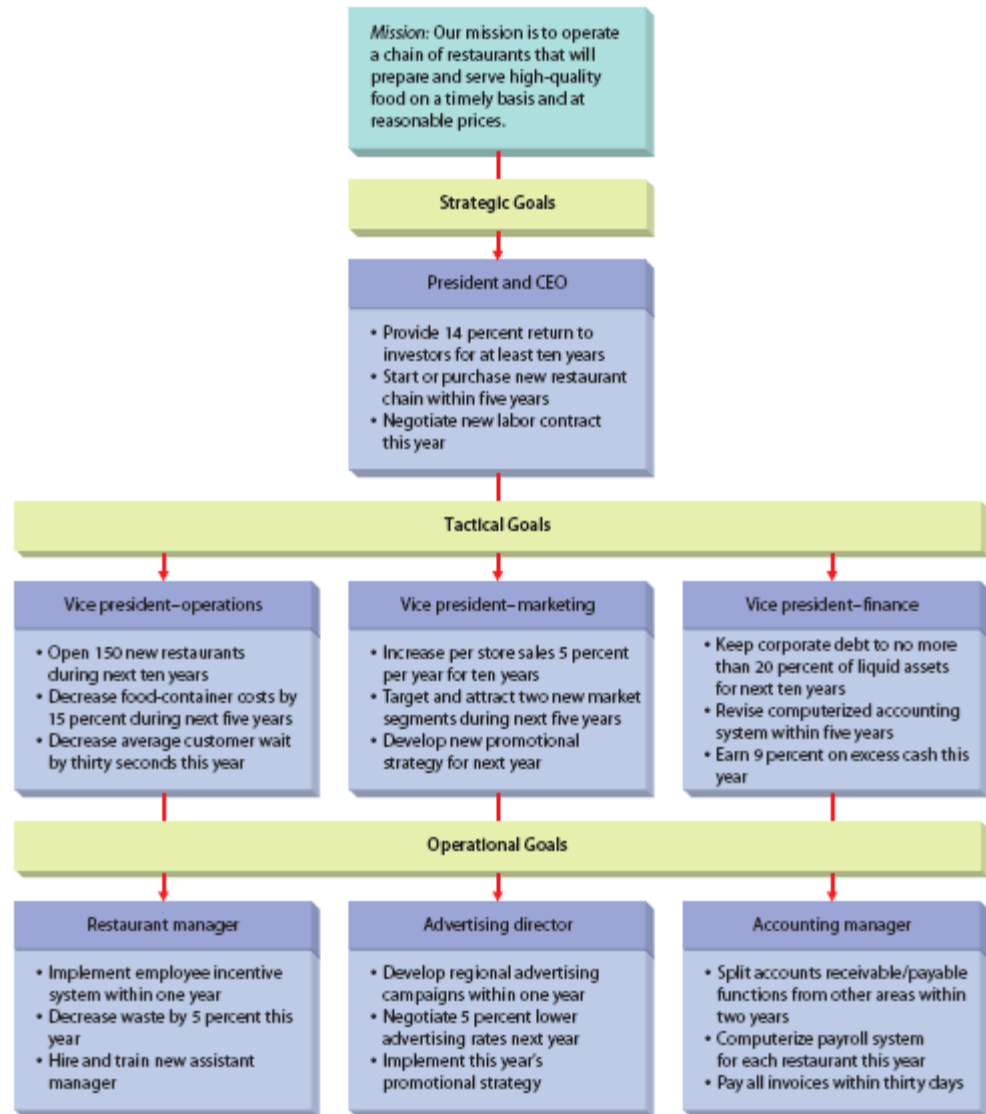 Mission: Our mission is to operate
a chain of restaurants that will
prepare and serve high-quality
food on a timely basis and at
reasonable prices.
Strategic Goals
President and CEO
• Provide 14 percent return to
investors for at least ten years
• Start or purchase new restaurant
chain within five years
• Negotiate new labor contract
this year
Tactical Goals
Vice president–operations
• Open 150 new restaurants
during next ten years
• Decrease food-container costs by
15 percent during next five years
• Decrease average customer wait
by thirty seconds this year
Vice president–marketing
• Increase per store sales 5 percent
per year for ten years
• Target and attract two new market
segments during next five years
• Develop new promotional
strategy for next year
Vice president–finance
• Keep corporate debt to no more
than 20 percent of liquid assets
for next ten years
• Revise computerized accounting
system within five years
• Earn 9 percent on excess cash this
year
Operational Goals
Restaurant manager
• Implement employee incentive
system within one year
• Decrease waste by 5 percent this
year
• Hire and train new assistant
manager
Advertising director
• Develop regional advertising
campaigns within one year
• Negotiate 5 percent lower
advertising rates next year
• Implement this year's
promotional strategy
Accounting manager
• Split accounts receivable/payable
functions from other areas within
two years
• Computerize payroll system
for each restaurant this year
• Pay all invoices within thirty days